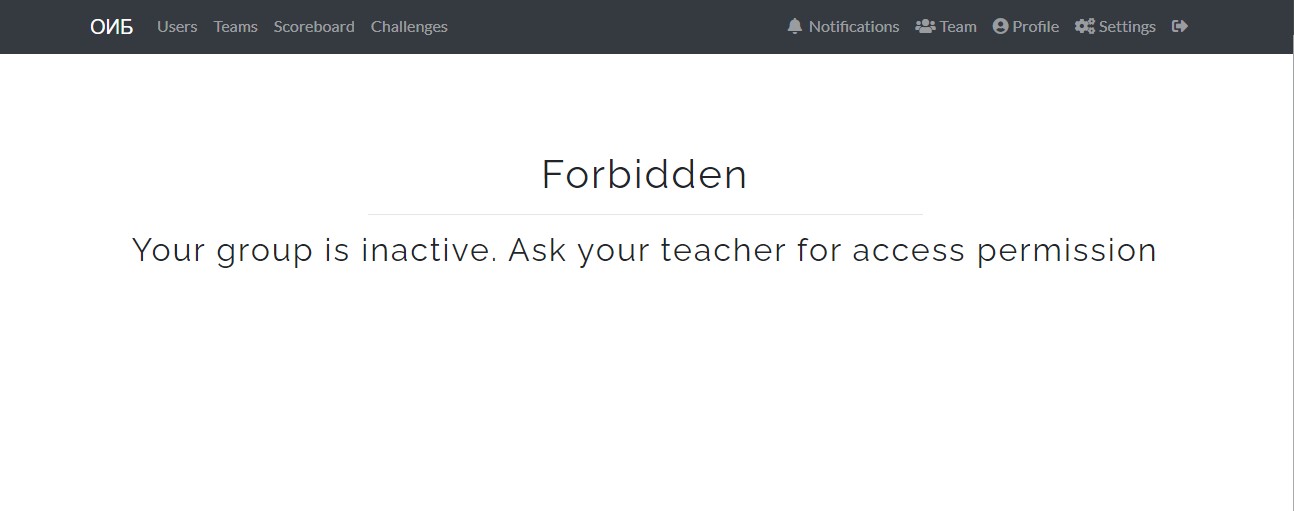 ОИБ Users Teams Scoreboard Challenges Notifications Team Profile Settings
Forbidden
Your group is inactive. Ask your teacher for access permission